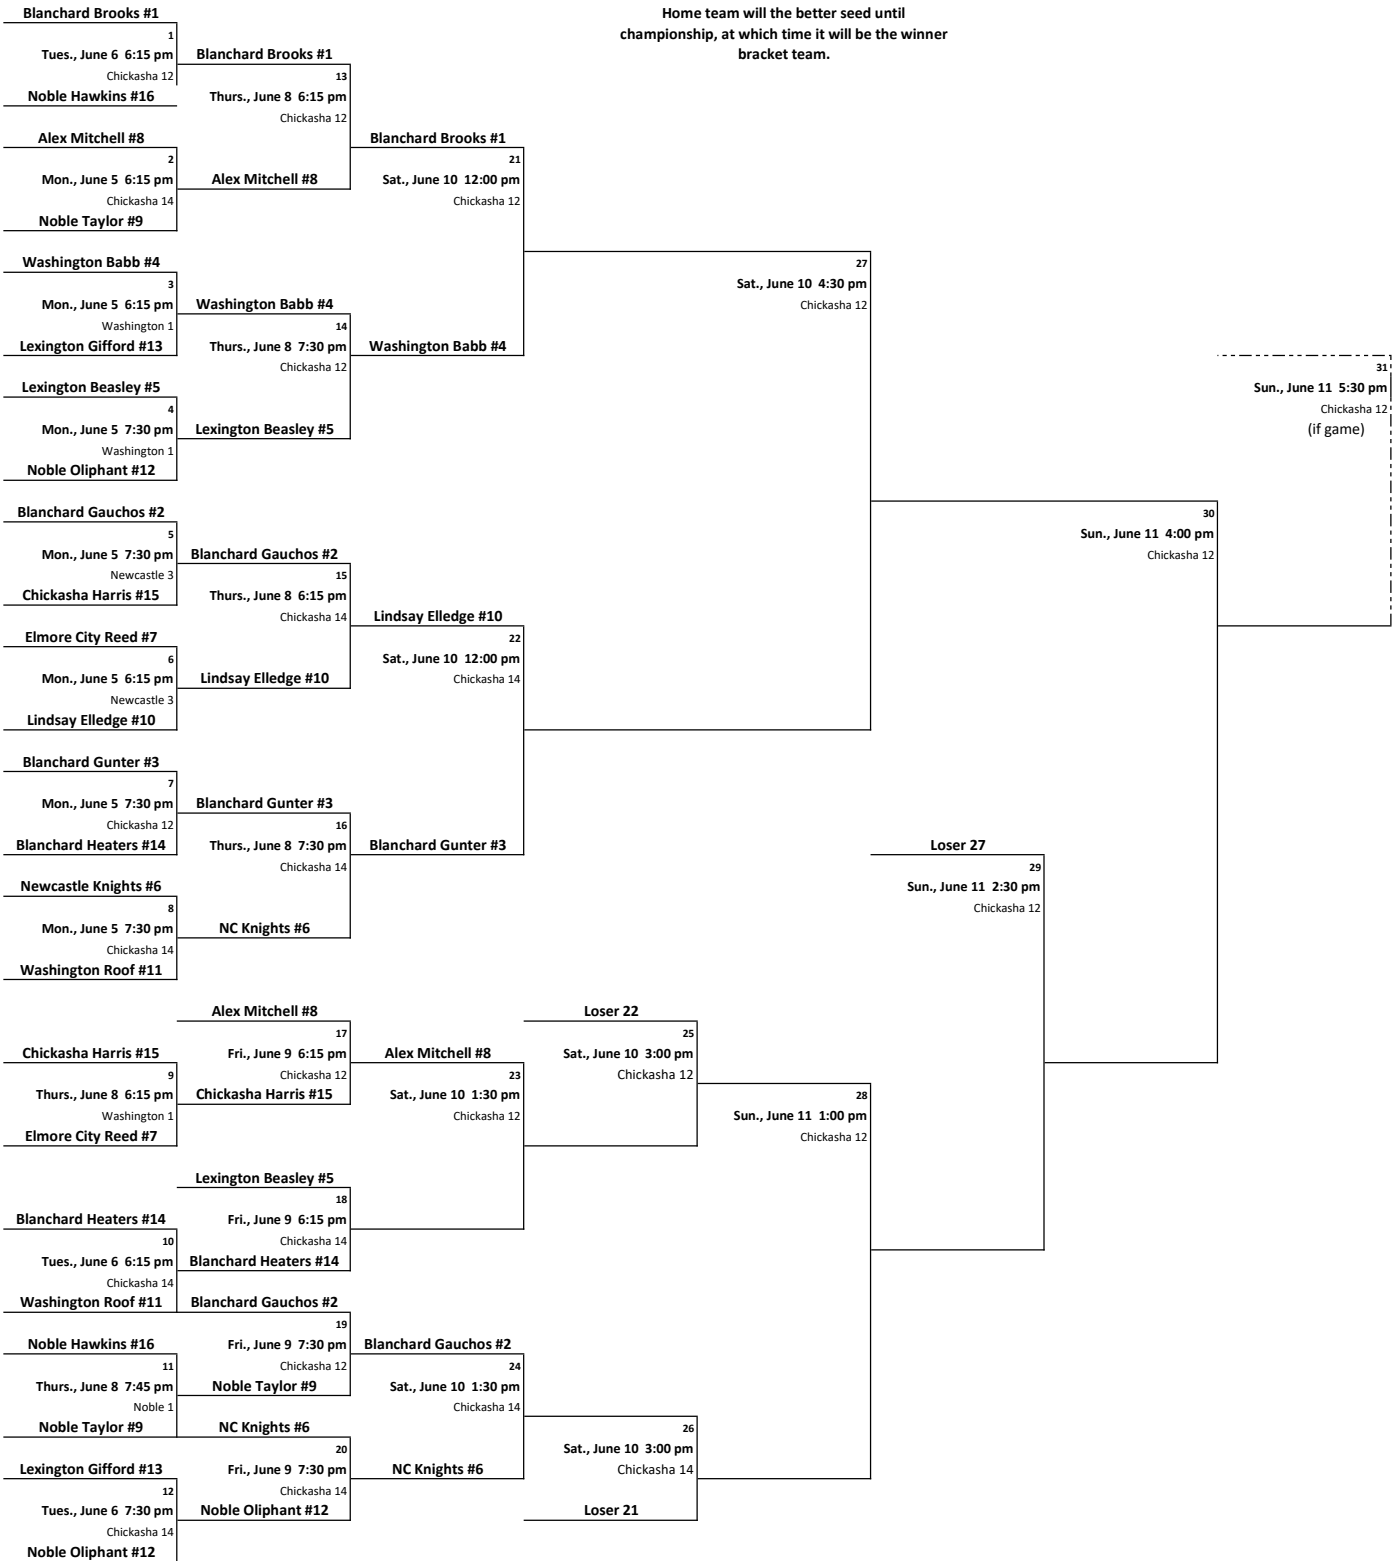 Blanchard Brooks #1
Home team will the better seed until
championship, at which time it will be the winner
bracket team.
1
Tues., June 6 6:15 pm
Chickasha 12
Noble Hawkins #16
Blanchard Brooks #1
13
Thurs., June 8 6:15 pm
Chickasha 12
Alex Mitchell #8
2
Mon., June 5 6:15 pm
Chickasha 14
Noble Taylor #9
Alex Mitchell #8
Blanchard Brooks #1
21
Sat., June 10 12:00 pm
Chickasha 12
Washington Babb #4
3
Mon., June 5 6:15 pm
Washington 1
Lexington Gifford #13
Washington Babb #4
14
Thurs., June 8 7:30 pm
Chickasha 12
Washington Babb #4
27
Sat., June 10 4:30 pm
Chickasha 12
Lexington Beasley #5
4
Mon., June 5 7:30 pm
Washington 1
Noble Oliphant #12
Lexington Beasley #5
31
Sun., June 11 5:30 pm
Chickasha 12
(if game)
Blanchard Gauchos #2
5
Mon., June 5 7:30 pm
Newcastle 3
Chickasha Harris #15
Blanchard Gauchos #2
15
Thurs., June 8 6:15 pm
Chickasha 14
30
Sun., June 11 4:00 pm
Chickasha 12
Elmore City Reed #7
6
Mon., June 5 6:15 pm
Newcastle 3
Lindsay Elledge #10
Lindsay Elledge #10
Lindsay Elledge #10
22
Sat., June 10 12:00 pm
Chickasha 14
Blanchard Gunter #3
7
Mon., June 5 7:30 pm
Chickasha 12
Blanchard Heaters #14
Blanchard Gunter #3
16
Thurs., June 8 7:30 pm
Chickasha 14
Blanchard Gunter #3
Loser 27
29
Sun., June 11 2:30 pm
Chickasha 12
Newcastle Knights #6
8
Mon., June 5 7:30 pm
Chickasha 14
Washington Roof #11
NC Knights #6
Alex Mitchell #8
17
Fri., June 9 6:15 pm
Chickasha 12
Chickasha Harris #15
Loser 22
25
Sat., June 10 3:00 pm
Chickasha 12
Chickasha Harris #15
9
Thurs., June 8 6:15 pm
Washington 1
Elmore City Reed #7
Alex Mitchell #8
23
Sat., June 10 1:30 pm
Chickasha 12
28
Sun., June 11 1:00 pm
Chickasha 12
Lexington Beasley #5
18
Fri., June 9 6:15 pm
Chickasha 14
Blanchard Heaters #14
Blanchard Heaters #14
10
Tues., June 6 6:15 pm
Chickasha 14
Washington Roof #11
Blanchard Gauchos #2
19
Fri., June 9 7:30 pm
Chickasha 12
Noble Taylor #9
Noble Hawkins #16
11
Thurs., June 8 7:45 pm
Noble 1
Noble Taylor #9
Blanchard Gauchos #2
24
Sat., June 10 1:30 pm
Chickasha 14
NC Knights #6
NC Knights #6
20
Fri., June 9 7:30 pm
Chickasha 14
Noble Oliphant #12
26
Sat., June 10 3:00 pm
Chickasha 14
Loser 21
Lexington Gifford #13
12
Tues., June 6 7:30 pm
Chickasha 14
Noble Oliphant #12